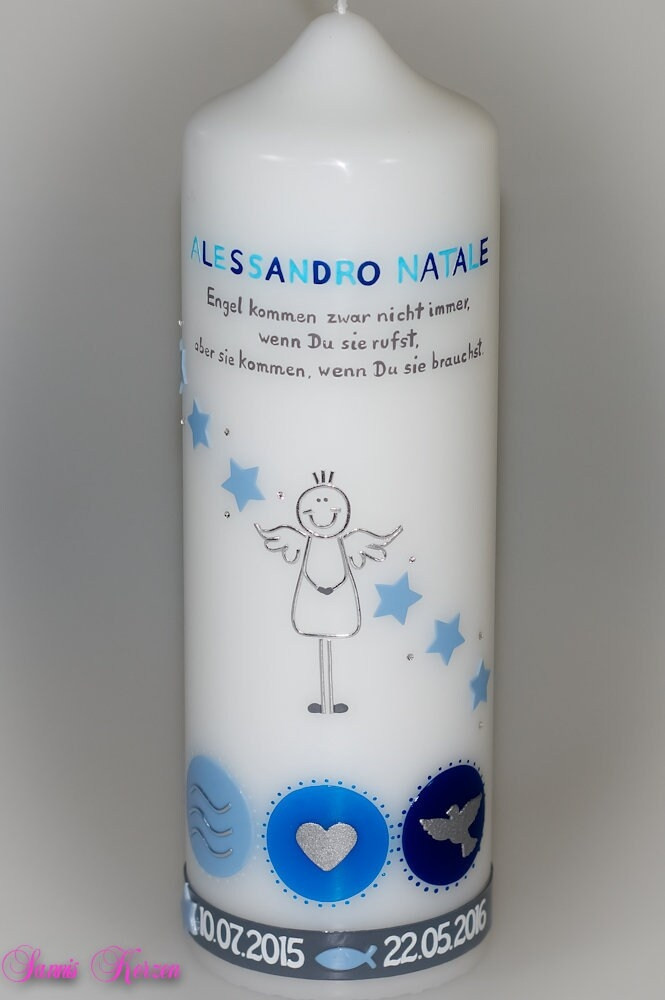 ALESSANDRO NATALE
Engel kommen zwar nicht immer,
wenn Du sie rufst,
aber sie kommen, wenn Du sie brauchst.
10.07.2015 22.05.2016
Sannis Kerzen